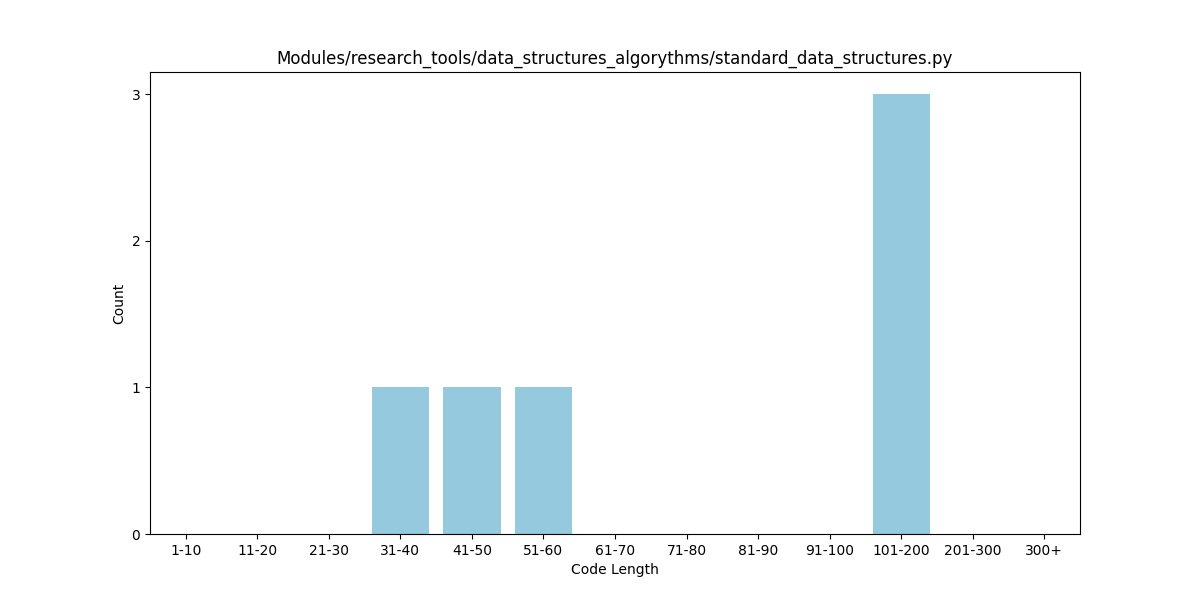 Modules/research_tools/data_structures_algorythms/standard_data_structures.py
3
2
1
0
Count
1-10 11-20 21-30 31-40 41-50 51-60 61-70 71-80 81-90 91-100 101-200 201-300 300+
Code Length